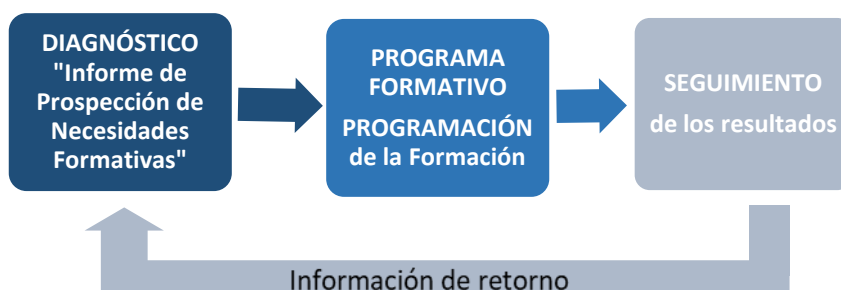 DIAGNÓSTICO
"Informe de
Prospección de
Necesidades
Formativas"
PROGRAMA
FORMATIVO
PROGRAMACIÓN
de la Formación
SEGUIMIENTO
de los resultados
Información de retorno